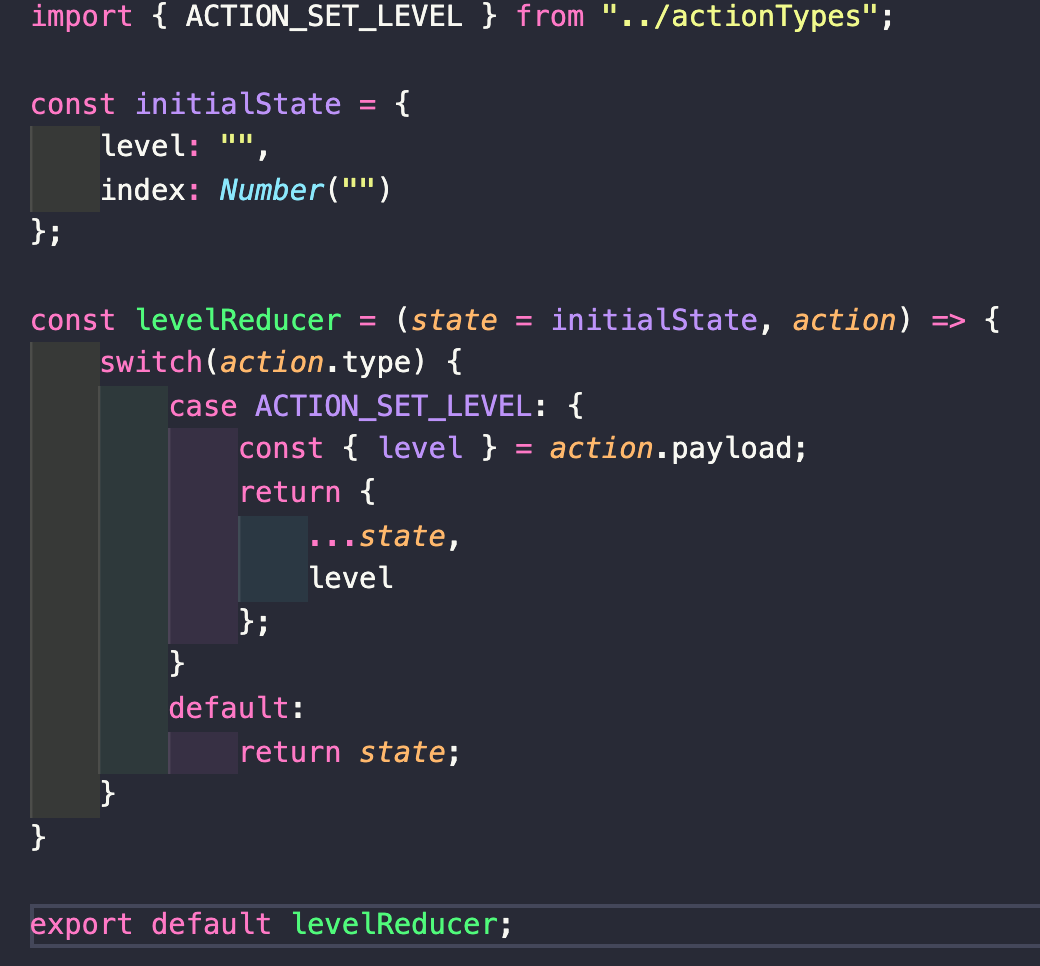 import { ACTION_SET_LEVEL } from "../actionTypes";
const initialState = {
    level: "",
    index: Number("")
};
const levelReducer = (state = initialState, action) => {
    switch(action.type) {
        case ACTION_SET_LEVEL: {
            const { level } = action.payload;
            return {
                ...state,
                level
            };
        }
        default:
            return state;
    }
}
export default levelReducer;